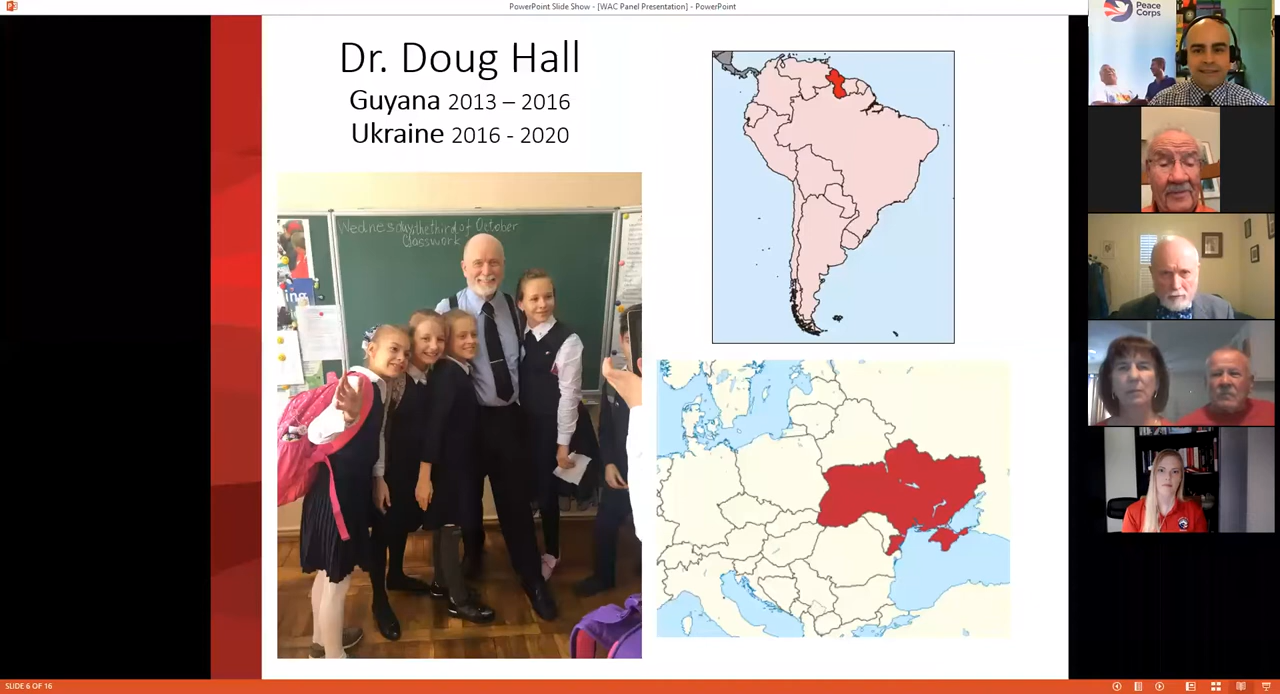 PowerPoint Slide Show - [WAC Panel Presentation] - PowerPoint
Dr. Doug Hall
Guyana 2013 – 2016
Ukraine 2016 - 2020
Wednesday, the third of October
Classwork
ing
Peace
Corps
SLIDE 6 OF 16